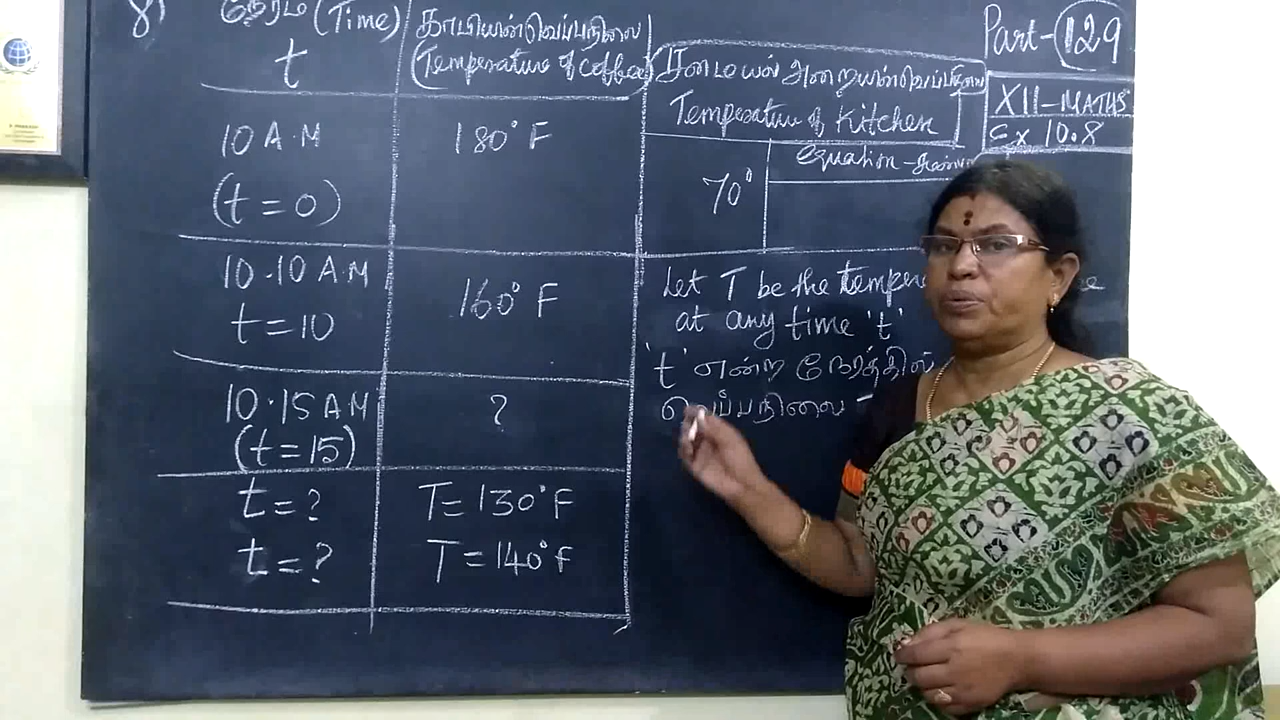 8)
நேரம் (Time)
t
காபியின் வெப்பநிலை
(Temperature of coffee)
சமையல் அறையின் வெப்பநிலை
Temperature of Kitchen
Part-129
XII-MATHS
Ex 10.8
10 A.M
(t = 0)
180° F
70°
equation -
10.10 A.M
t = 10
160° F
Let T be the
at any time 't'
't' என்ற நேரத்தில்
வெப்பநிலை
10.15 A.M
(t = 15)
?
t = ?
T = 130° F
t = ?
T = 140° F